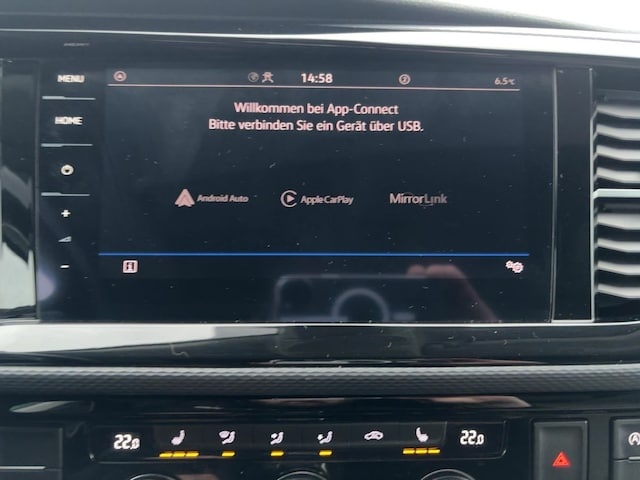 MENU
14:58
6.5°C
Willkommen bei App-Connect
HOME
Bitte verbinden Sie ein Gerät über USB.
Android Auto
Apple CarPlay
MirrorLink
+
-
i
22.0
22.0
A